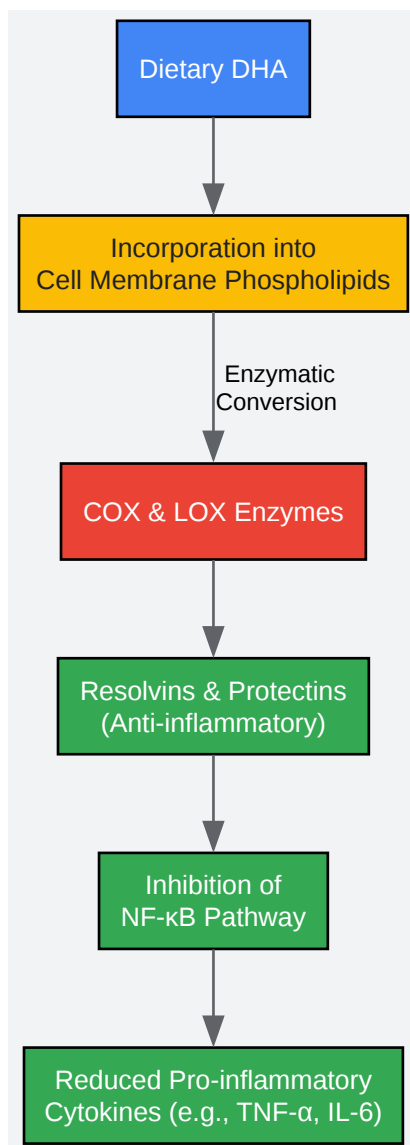 Dietary DHA
Incorporation into
Cell Membrane Phospholipids
Enzymatic
Conversion
COX & LOX Enzymes
Resolvins & Protectins
(Anti-inflammatory)
Inhibition of
NF-κB Pathway
Reduced Pro-inflammatory
Cytokines (e.g., TNF-α, IL-6)